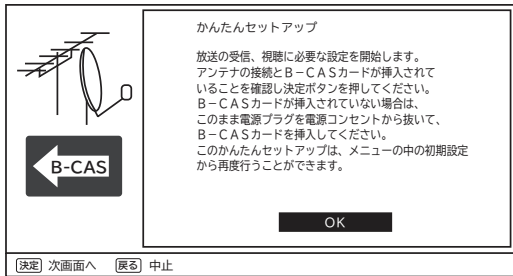 かんたんセットアップ
放送の受信、視聴に必要な設定を開始します。
アンテナの接続とB－CASカードが挿入されて
いることを確認し決定ボタンを押してください。
B－CASカードが挿入されていない場合は、
このまま電源プラグを電源コンセントから抜いて、
B－CASカードを挿入してください。
このかんたんセットアップは、メニューの中の初期設定
から再度行うことができます。
B-CAS
OK
決定 次画面へ 戻る 中止